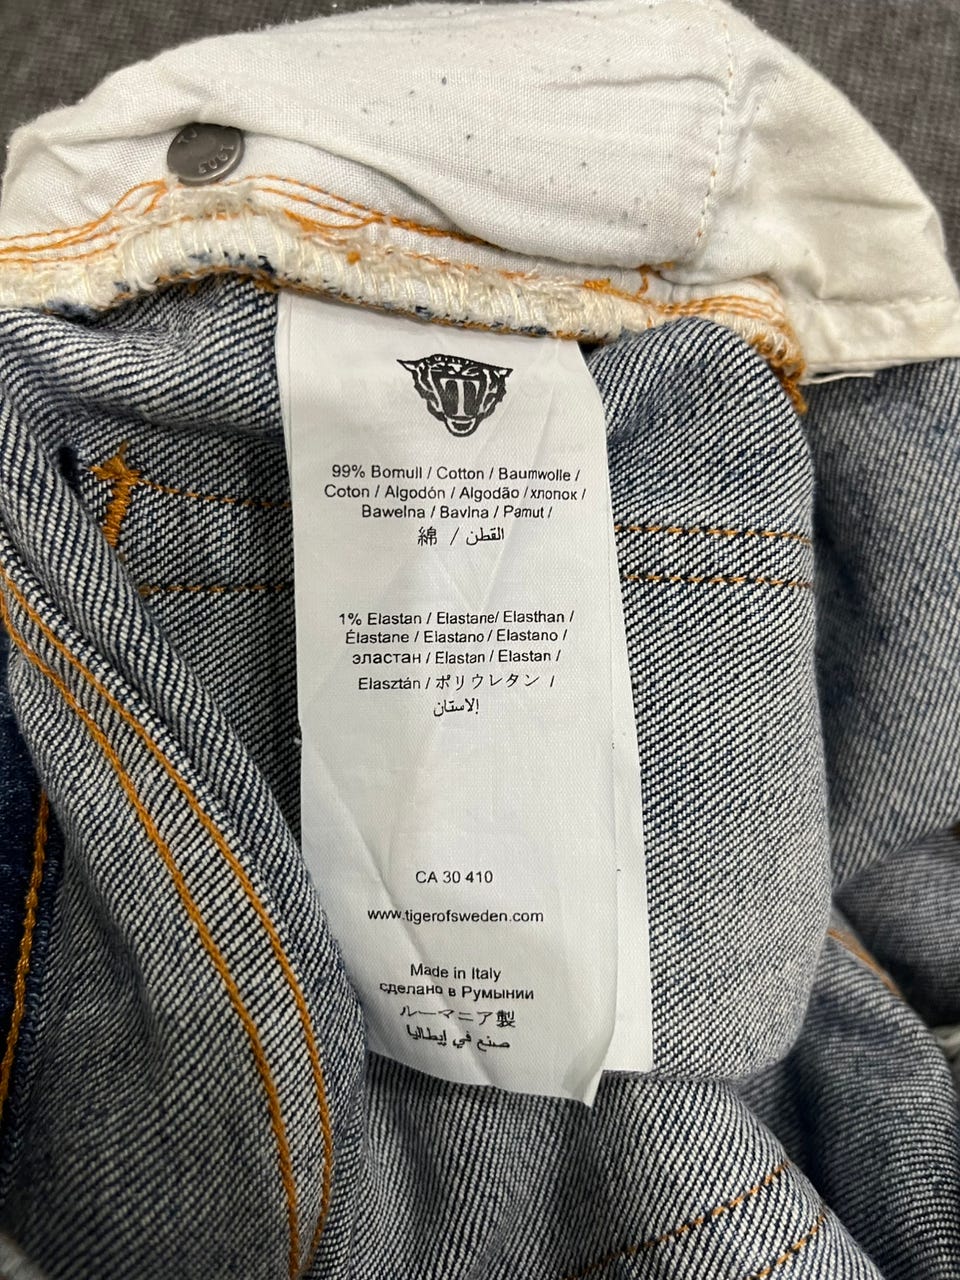 T
99% Bomull / Cotton / Baumwolle /
Coton / Algodón / Algodão / хлопок /
Bawełna / Bavlna / Pamut /
綿 / القطن
1% Elastan / Elastane/ Elasthan /
Élastane / Elastano / Elastano /
эластан / Elastan / Elastan /
Elasztán / ポリウレタン /
الاستان
CA 30 410
www.tigerofsweden.com
Made in Italy
сделано в Румынии
ルーマニア製
صنع في إيطاليا